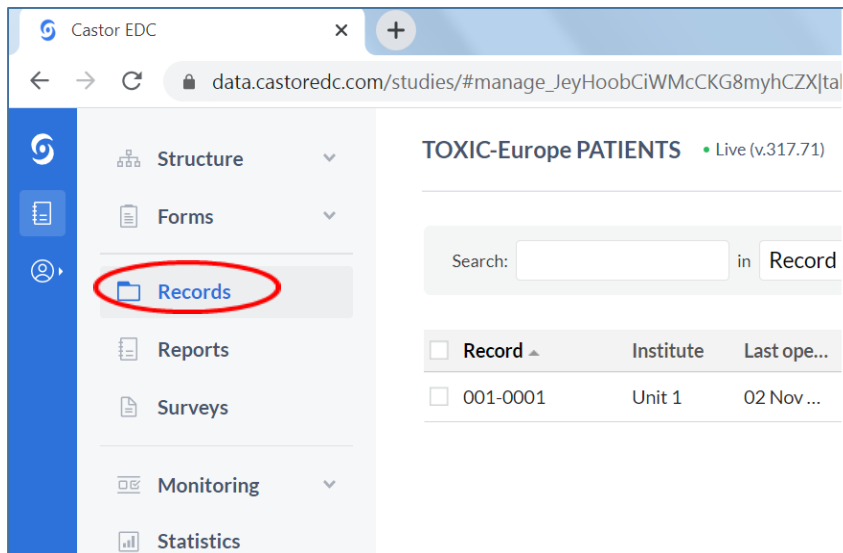 Castor EDC
data.castoredc.com/studies/#manage_JeyHoobCiWMcCKG8myhCZX|tal
Structure
Forms
Records
Reports
Surveys
Monitoring
Statistics
TOXIC-Europe PATIENTS • Live (v.317.71)
Search: in Record
Record Institute Last ope...
001-0001 Unit 1 02 Nov ...